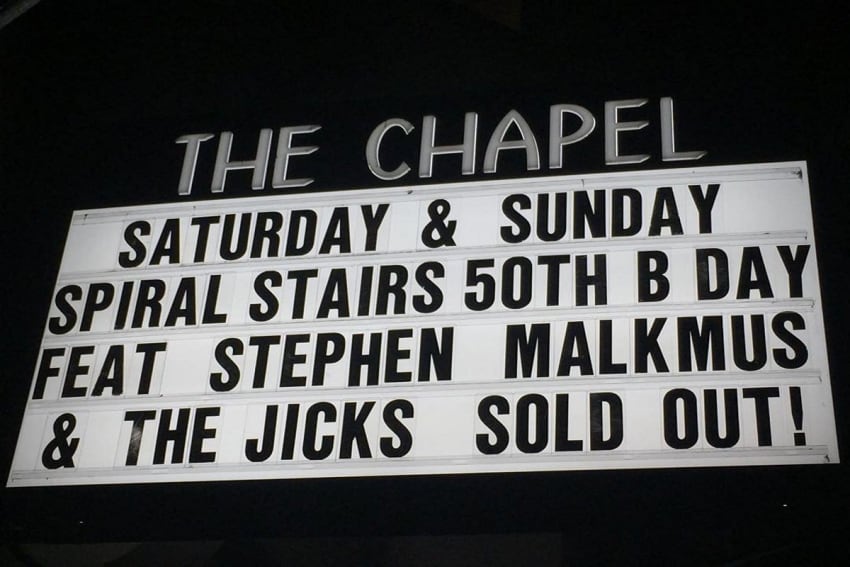 THE CHAPEL
SATURDAY & SUNDAY
SPIRAL STAIRS 50TH B DAY
FEAT STEPHEN MALKMUS
& THE JICKS SOLD OUT!